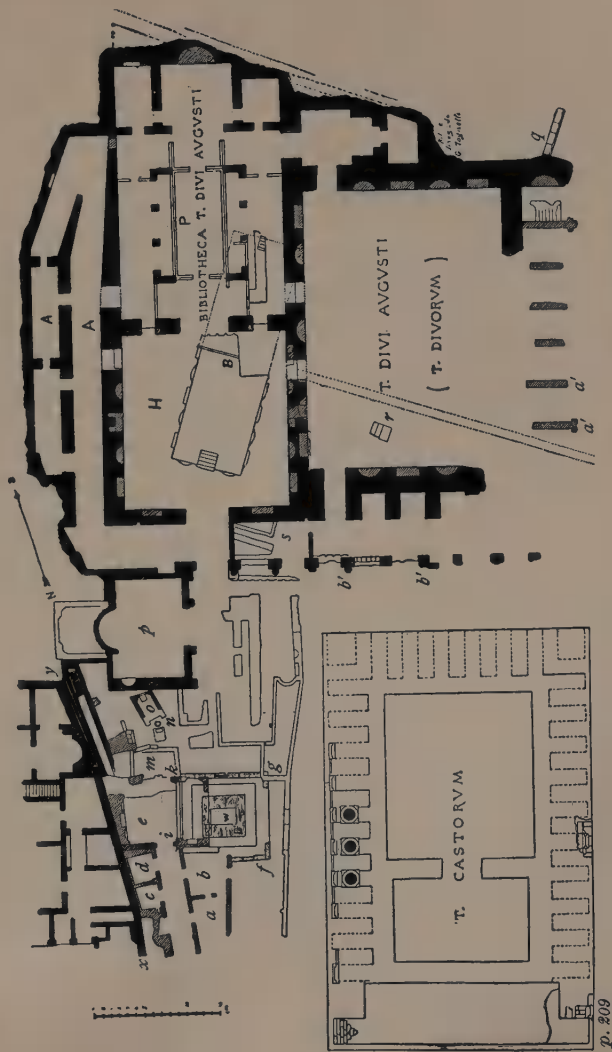 BIBLIOTHECA T. DIVI AVGVSTI
P
A
A
H
B
T. DIVI AVGVSTI
( T. DIVORVM )
q
r
a'
a'
s
b'
b'
N
p
y
o
n
m
k
g
e
i
d
c
b
a
f
x
T. CASTORVM
p. 209